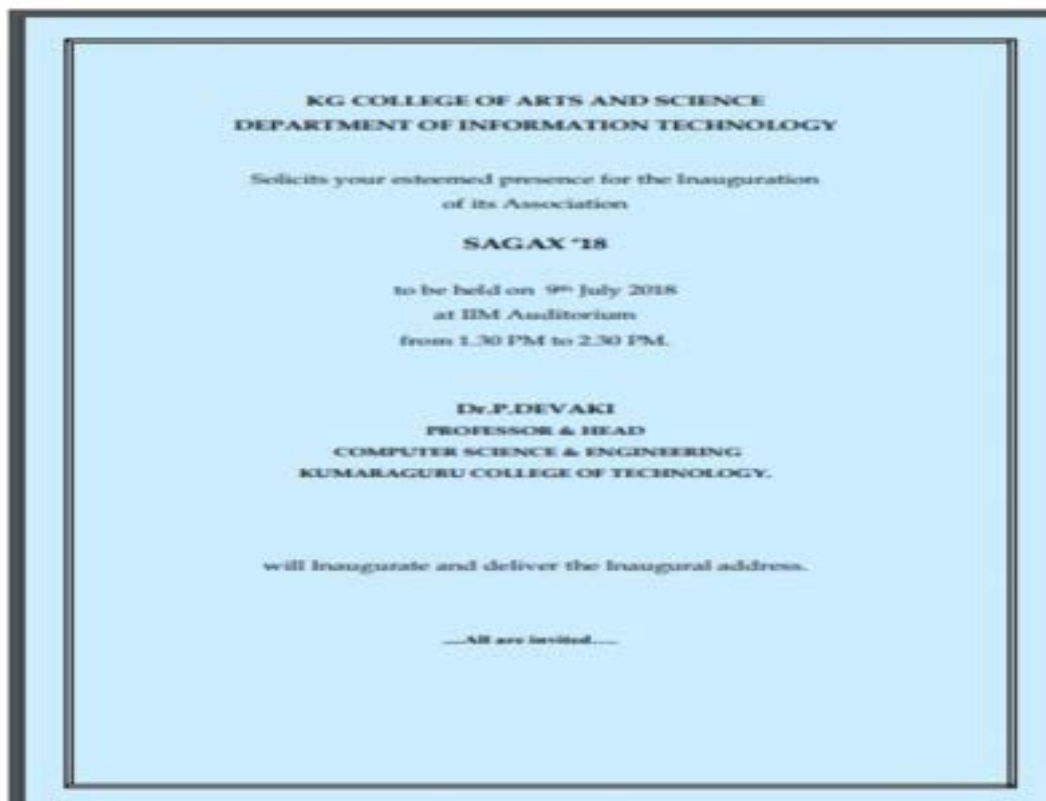 KG COLLEGE OF ARTS AND SCIENCE
DEPARTMENT OF INFORMATION TECHNOLOGY
Solicits your esteemed presence for the Inauguration
of its Association
SAGAX '18
to be held on 9th July 2018
at IIM Auditorium
from 1.30 PM to 2.30 PM.
Dr.P.DEVAKI
PROFESSOR & HEAD
COMPUTER SCIENCE & ENGINEERING
KUMARAGURU COLLEGE OF TECHNOLOGY.
will Inaugurate and deliver the Inaugural address.
....All are invited.....